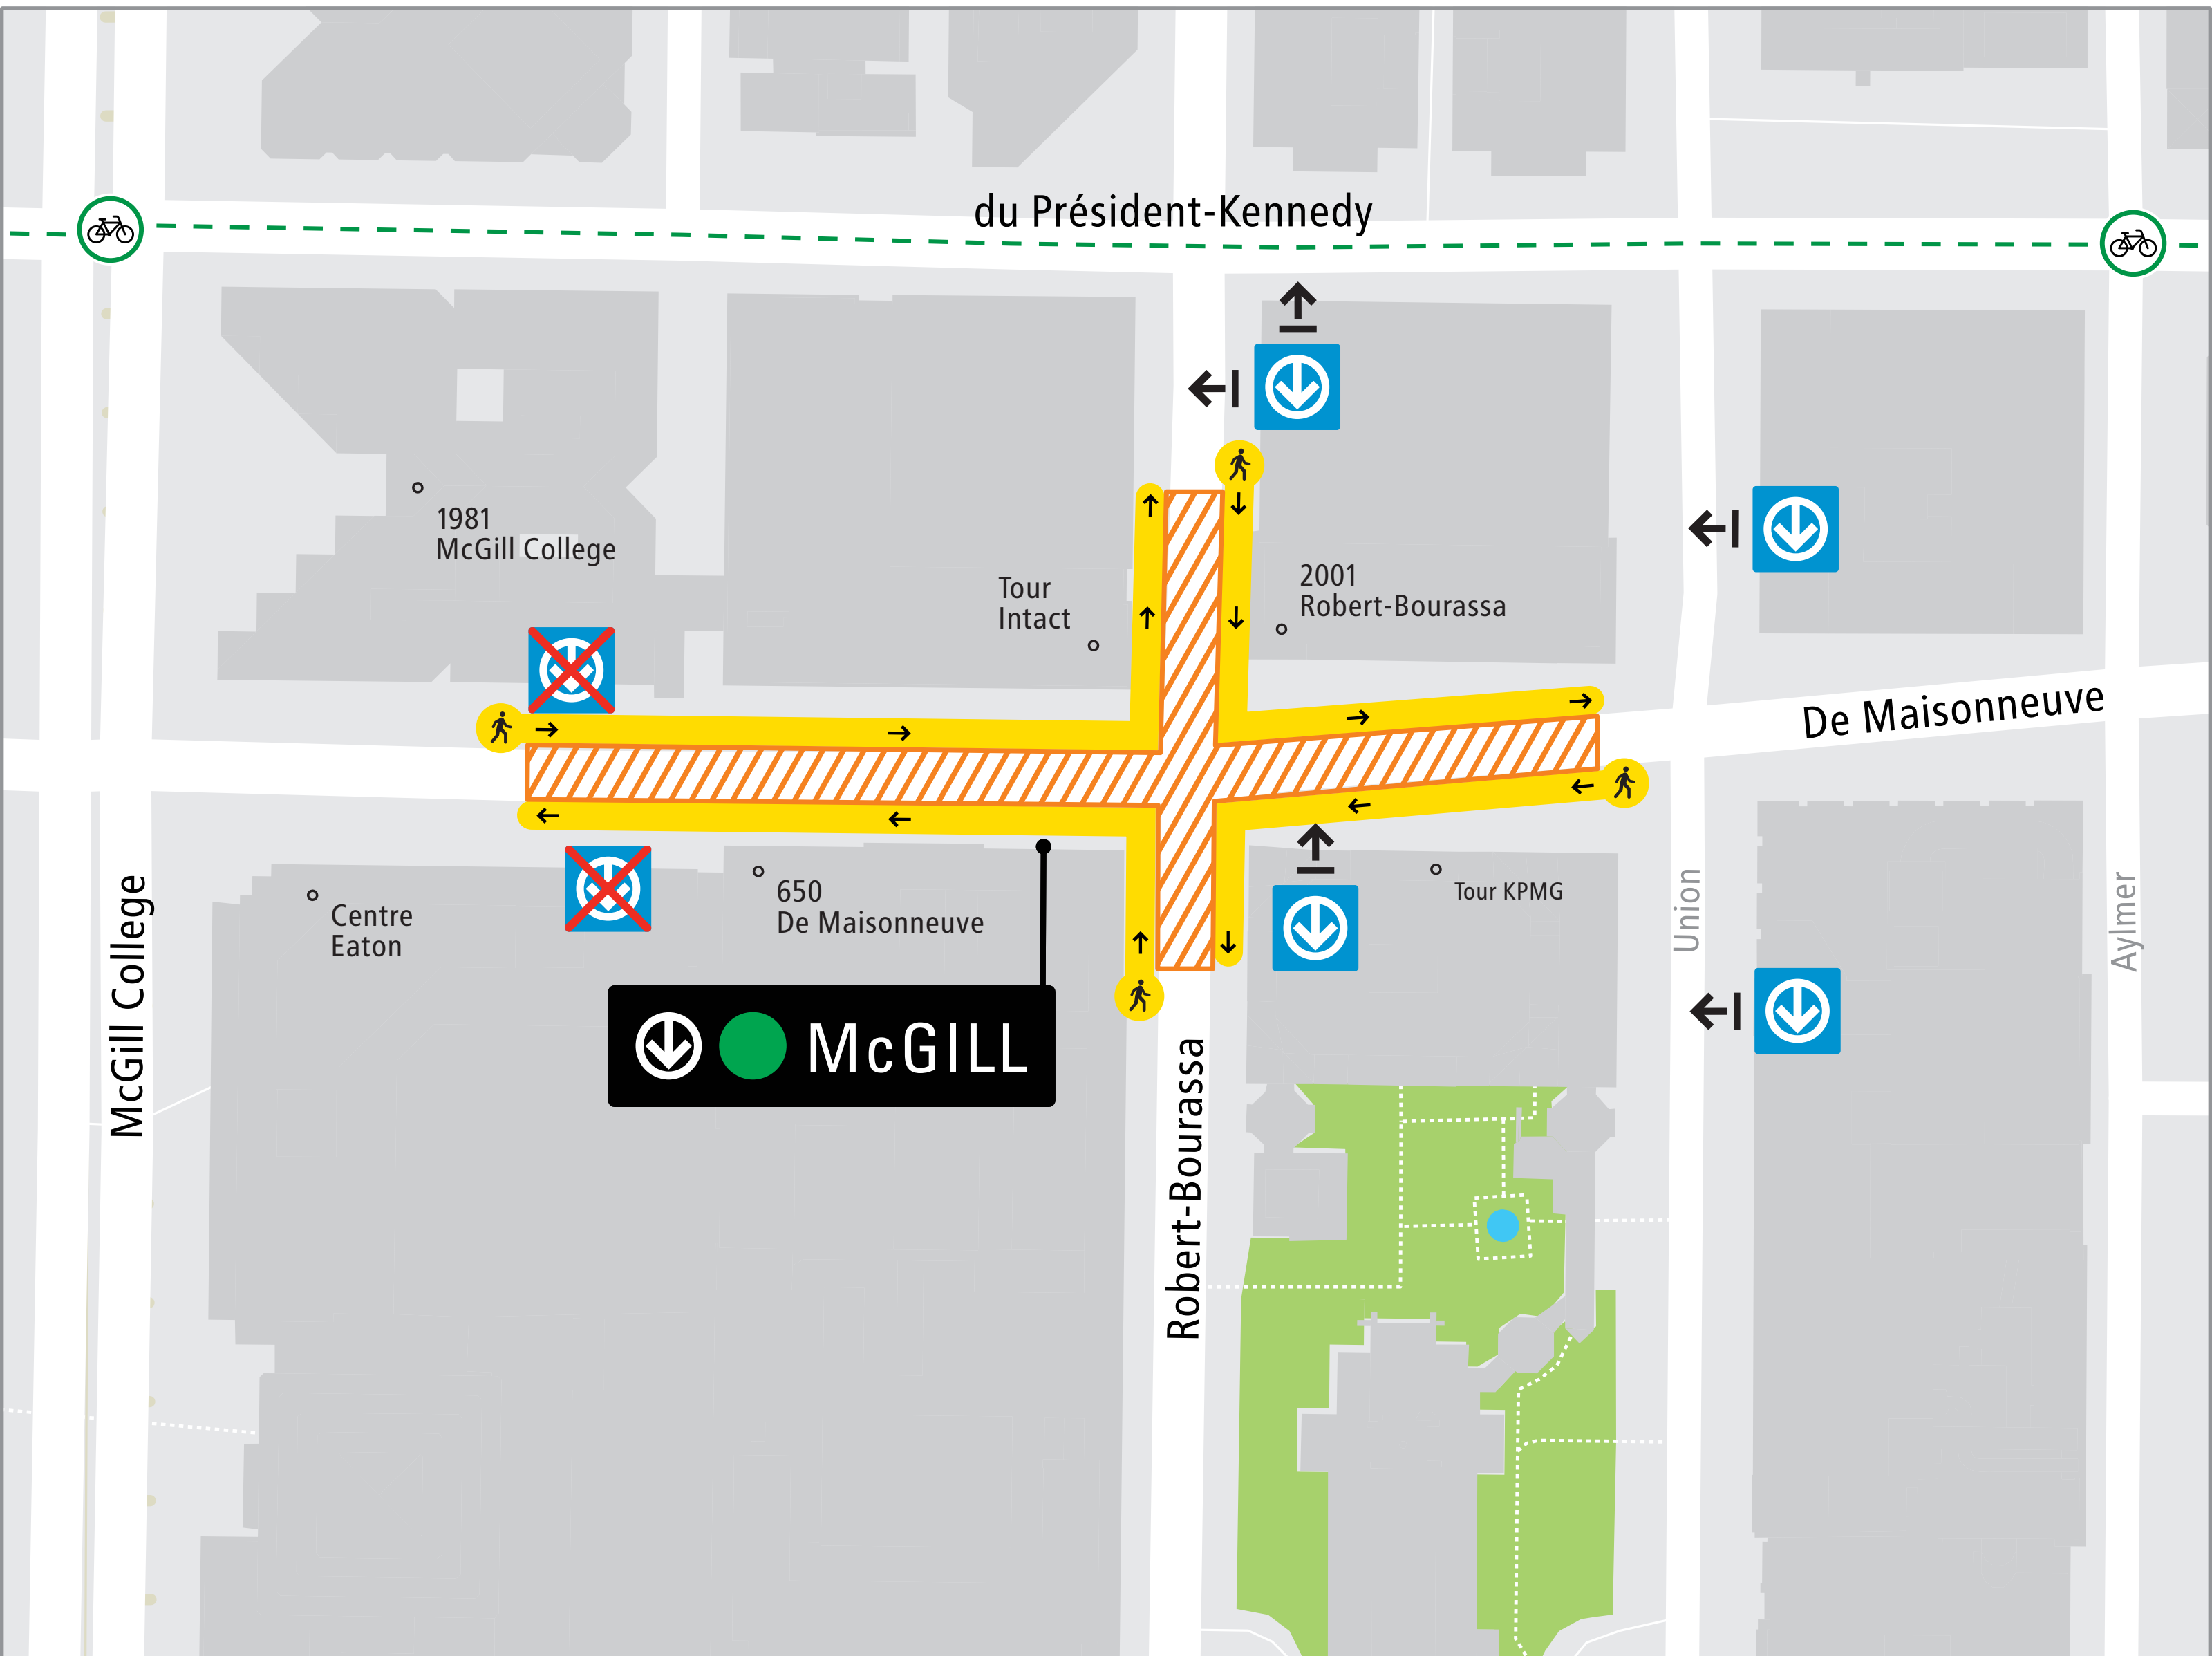 du Président-Kennedy
1981
McGill College
Tour
Intact
2001
Robert-Bourassa
De Maisonneuve
Centre
Eaton
650
De Maisonneuve
Tour KPMG
McGill College
McGILL
Robert-Bourassa
Union
Aylmer